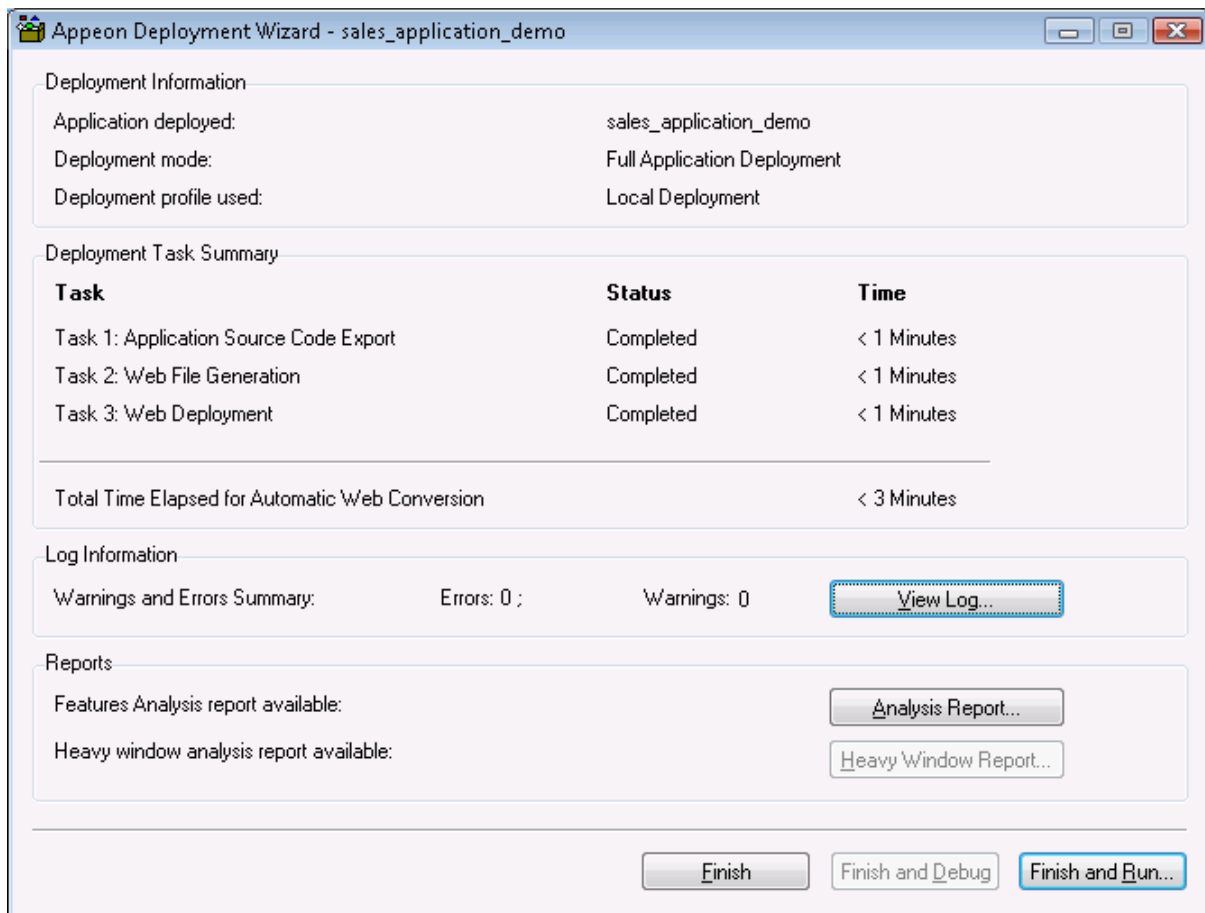 Appeon Deployment Wizard - sales_application_demo
Deployment Information
Application deployed: sales_application_demo
Deployment mode: Full Application Deployment
Deployment profile used: Local Deployment
Deployment Task Summary
Task Status Time
Task 1: Application Source Code Export Completed < 1 Minutes
Task 2: Web File Generation Completed < 1 Minutes
Task 3: Web Deployment Completed < 1 Minutes
Total Time Elapsed for Automatic Web Conversion < 3 Minutes
Log Information
Warnings and Errors Summary: Errors: 0 ; Warnings: 0 View Log...
Reports
Features Analysis report available: Analysis Report...
Heavy window analysis report available: Heavy Window Report...
Finish Finish and Debug Finish and Run...